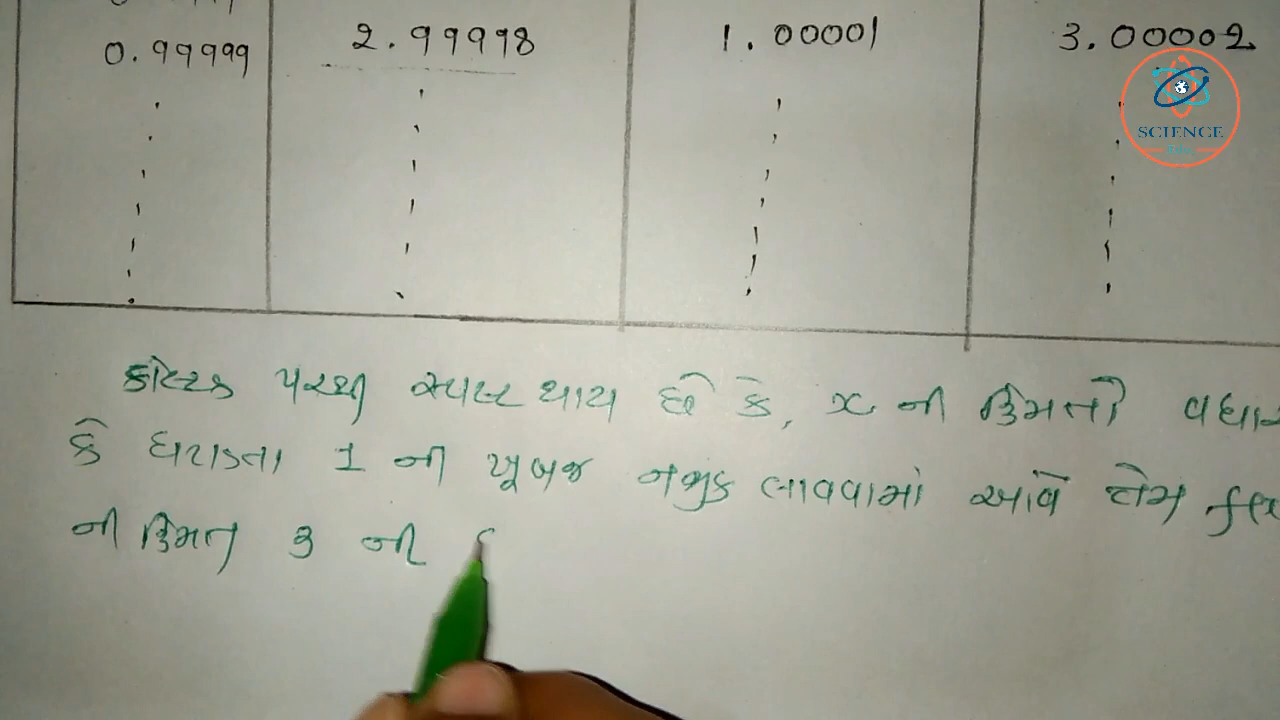 0.99999 2.99998 1.00001 3.00002
SCIENCE
કોષ્ટક પરથી સ્પષ્ટ થાય છે કે, x ની કિંમતો
કે ઘટાડતા 1 ની ખૂબજ નજીક લાવવામાં આવે તેમ
ની કિંમત 3 ની